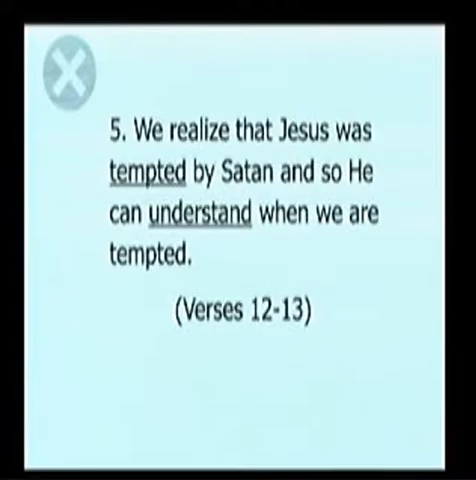 5. We realize that Jesus was
tempted by Satan and so He
can understand when we are
tempted.
(Verses 12-13)